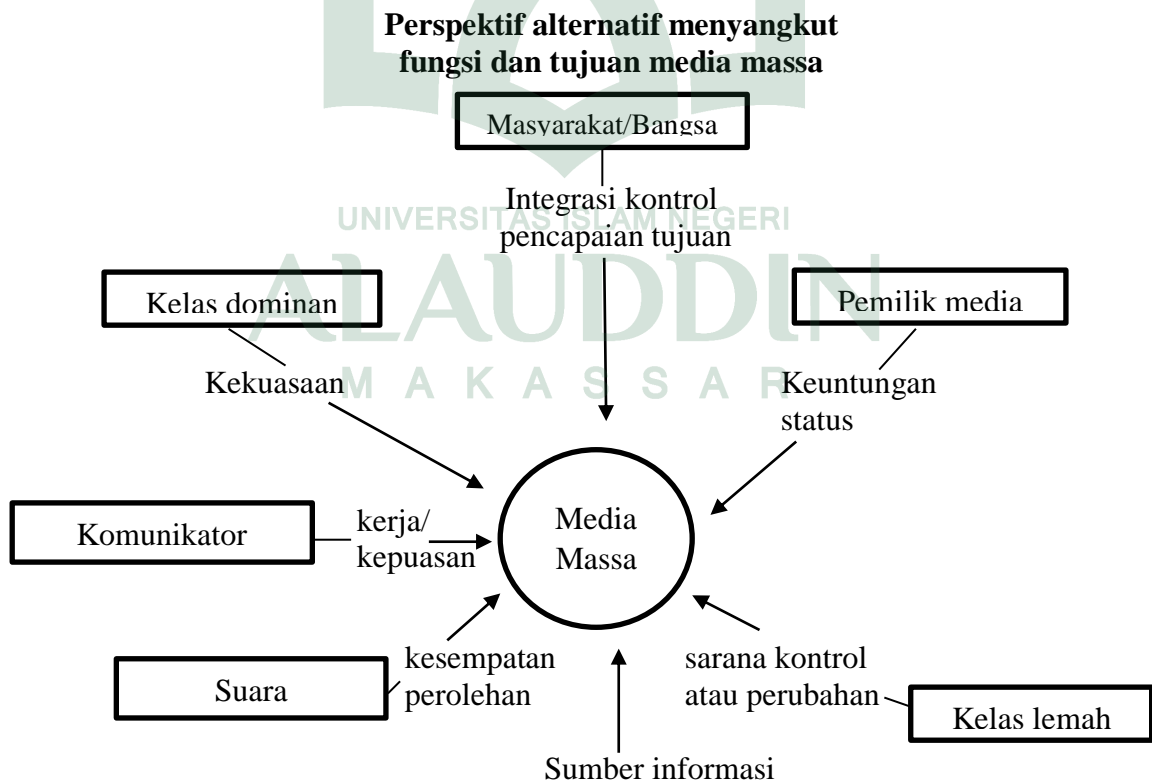 Perspektif alternatif menyangkut
fungsi dan tujuan media massa
Masyarakat/Bangsa
Integrasi kontrol
pencapaian tujuan
UNIVERSITAS ISLAM NEGERI
ALAUDDIN
MAKASSAR
Kelas dominan
Pemilik media
Kekuasaan
Keuntungan
status
Komunikator
kerja/
kepuasan
Media
Massa
Suara
kesempatan
perolehan
sarana kontrol
atau perubahan
Kelas lemah
Sumber informasi